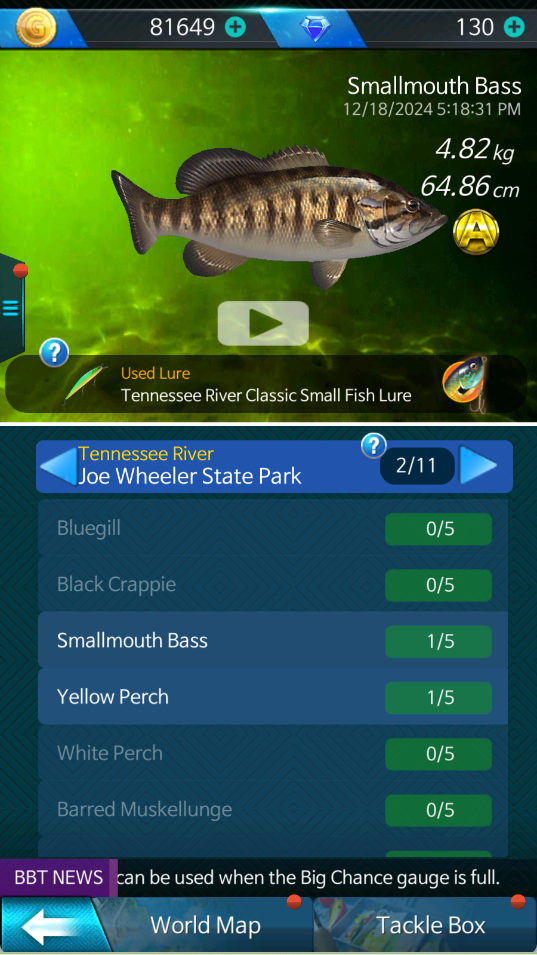 G
81649
130
Smallmouth Bass
12/18/2024 5:18:31 PM
4.82 kg
64.86 cm
A
?
Used Lure
Tennessee River Classic Small Fish Lure
Tennessee River
?
Joe Wheeler State Park
2/11
Bluegill 0/5
Black Crappie 0/5
Smallmouth Bass 1/5
Yellow Perch 1/5
White Perch 0/5
Barred Muskellunge 0/5
BBT NEWS can be used when the Big Chance gauge is full.
World Map
Tackle Box